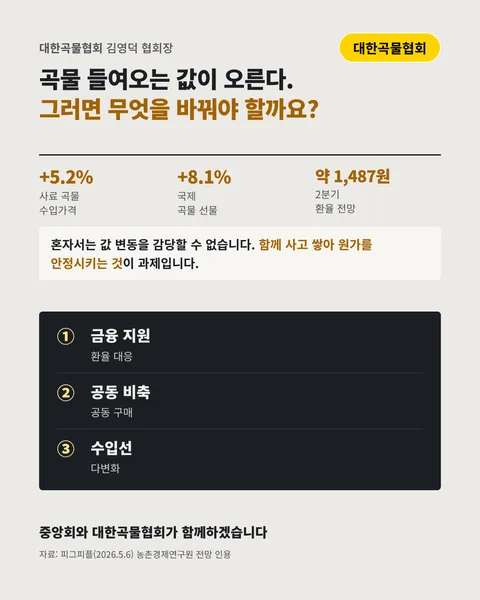 대한곡물협회 김영덕 협회장
대한곡물협회
곡물 들여오는 값이 오른다.
그러면 무엇을 바꿔야 할까요?
+5.2%
사료 곡물
수입가격
+8.1%
국제
곡물 선물
약 1,487원
2분기
환율 전망
혼자서는 값 변동을 감당할 수 없습니다. 함께 사고 쌓아 원가를
안정시키는 것이 과제입니다.
1 금융 지원
환율 대응
2 공동 비축
공동 구매
3 수입선
다변화
중앙회와 대한곡물협회가 함께하겠습니다
자료: 피그피플(2026.5.6) 농촌경제연구원 전망 인용